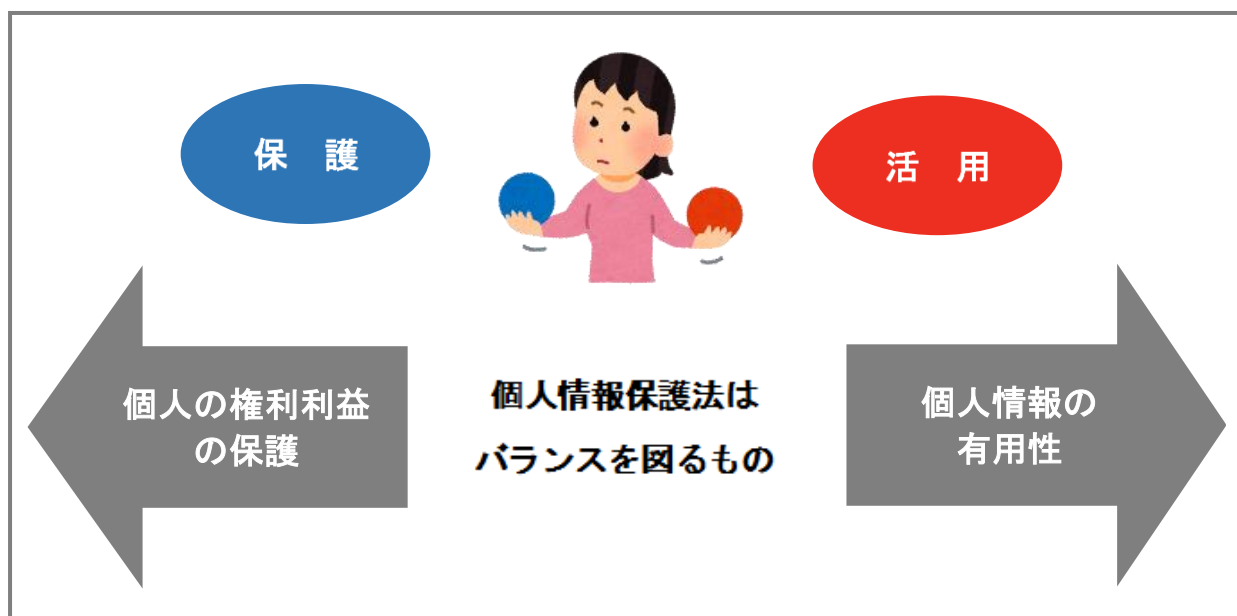 保　護
活　用
個人の権利利益
の保護
個人情報保護法は
バランスを図るもの
個人情報の
有用性